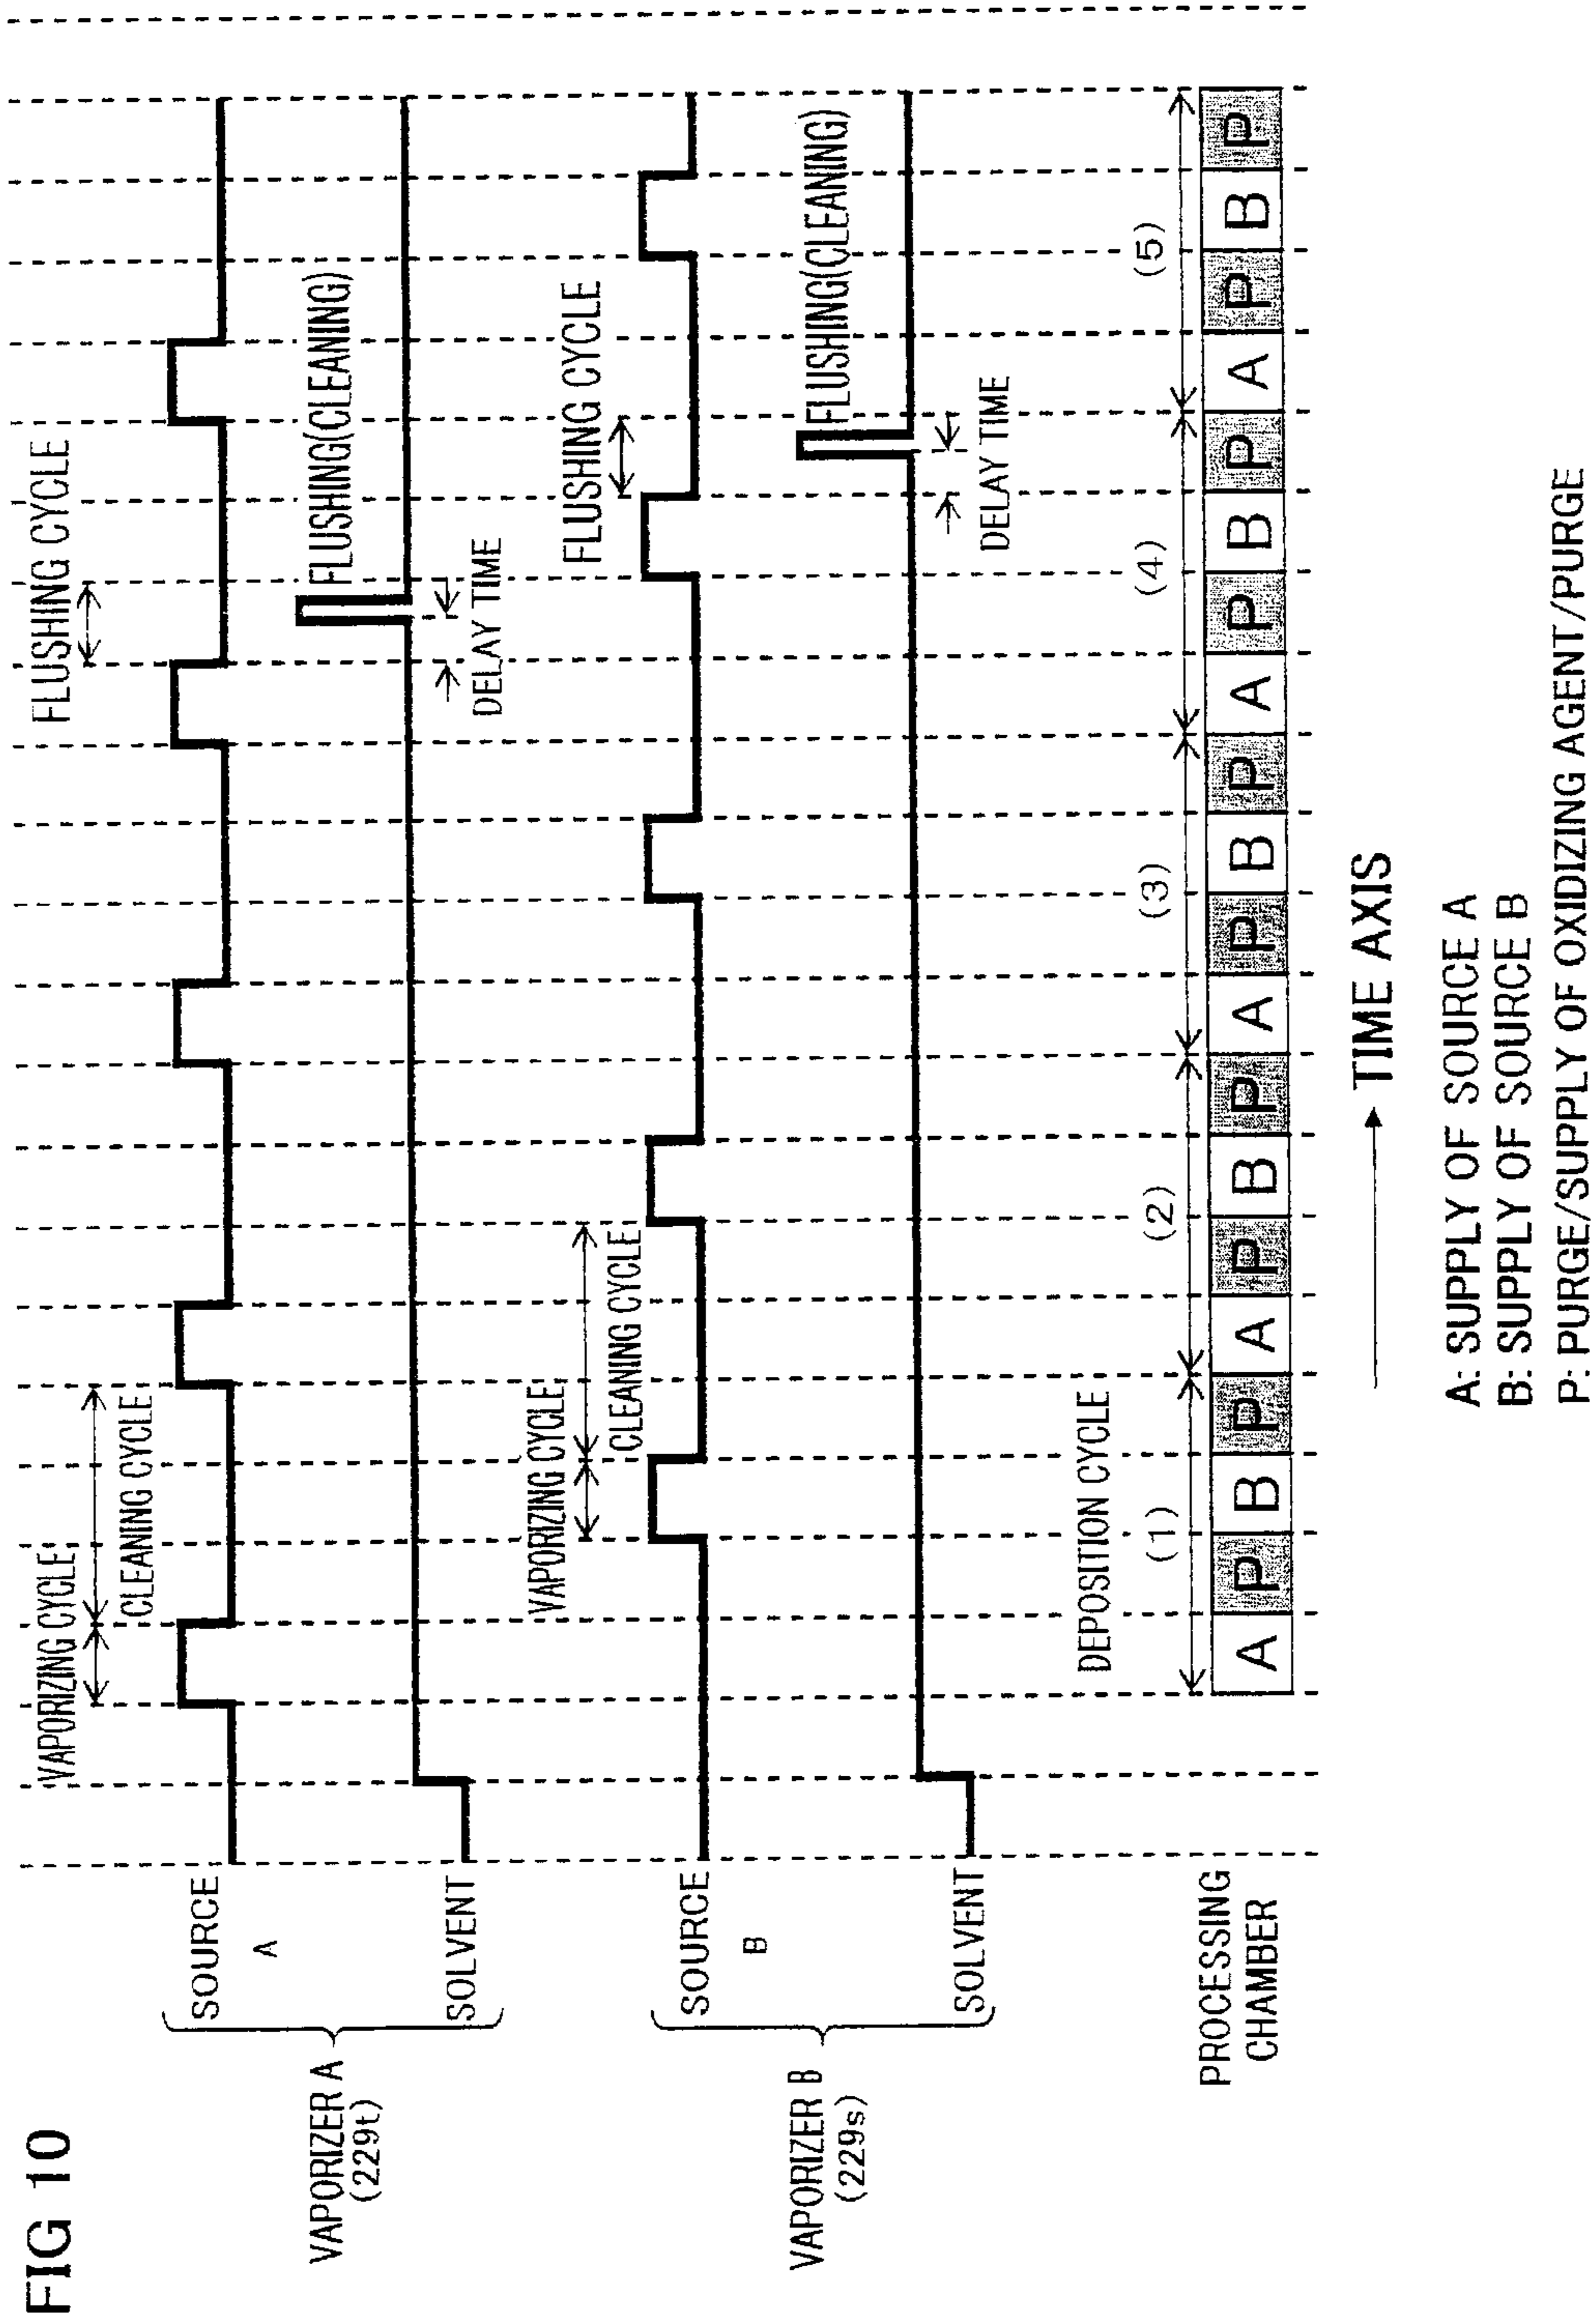 FIG 10
VAPORIZER A
(229t)
SOURCE
A
SOLVENT
VAPORIZING CYCLE
CLEANING CYCLE
FLUSHING CYCLE
FLUSHING(CLEANING)
DELAY TIME
VAPORIZER B
(229s)
SOURCE
B
SOLVENT
VAPORIZING CYCLE
CLEANING CYCLE
FLUSHING CYCLE
FLUSHING(CLEANING)
DELAY TIME
DEPOSITION CYCLE
(1) (2) (3) (4) (5)
PROCESSING
CHAMBER
A P B P A P B P A P B P A P B P A P B P
TIME AXIS
A: SUPPLY OF SOURCE A
B: SUPPLY OF SOURCE B
P: PURGE/SUPPLY OF OXIDIZING AGENT/PURGE